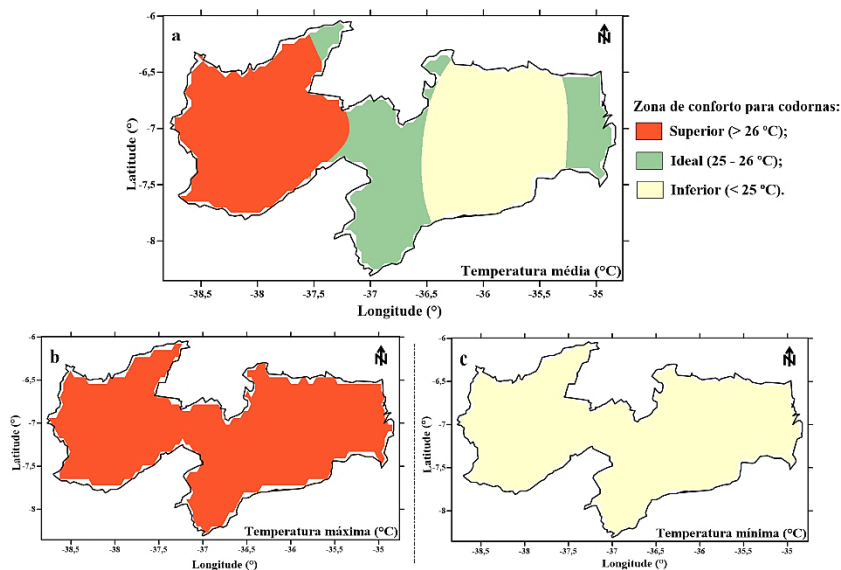 a
N
-6
-6,5
-7
-7,5
-8
Latitude (°)
Temperatura média (°C)
-38,5 -38 -37,5 -37 -36,5 -36 -35,5 -35
Longitude (°)
Zona de conforto para codornas:
Superior (> 26 °C);
Ideal (25 - 26 °C);
Inferior (< 25 °C).
b
N
-6
-6,5
-7
-7,5
-8
Latitude (°)
Temperatura máxima (°C)
-38,5 -38 -37,5 -37 -36,5 -36 -35,5 -35
Longitude (°)
c
N
-6
-6,5
-7
-7,5
-8
Latitude (°)
Temperatura mínima (°C)
-38,5 -38 -37,5 -37 -36,5 -36 -35,5 -35
Longitude (°)